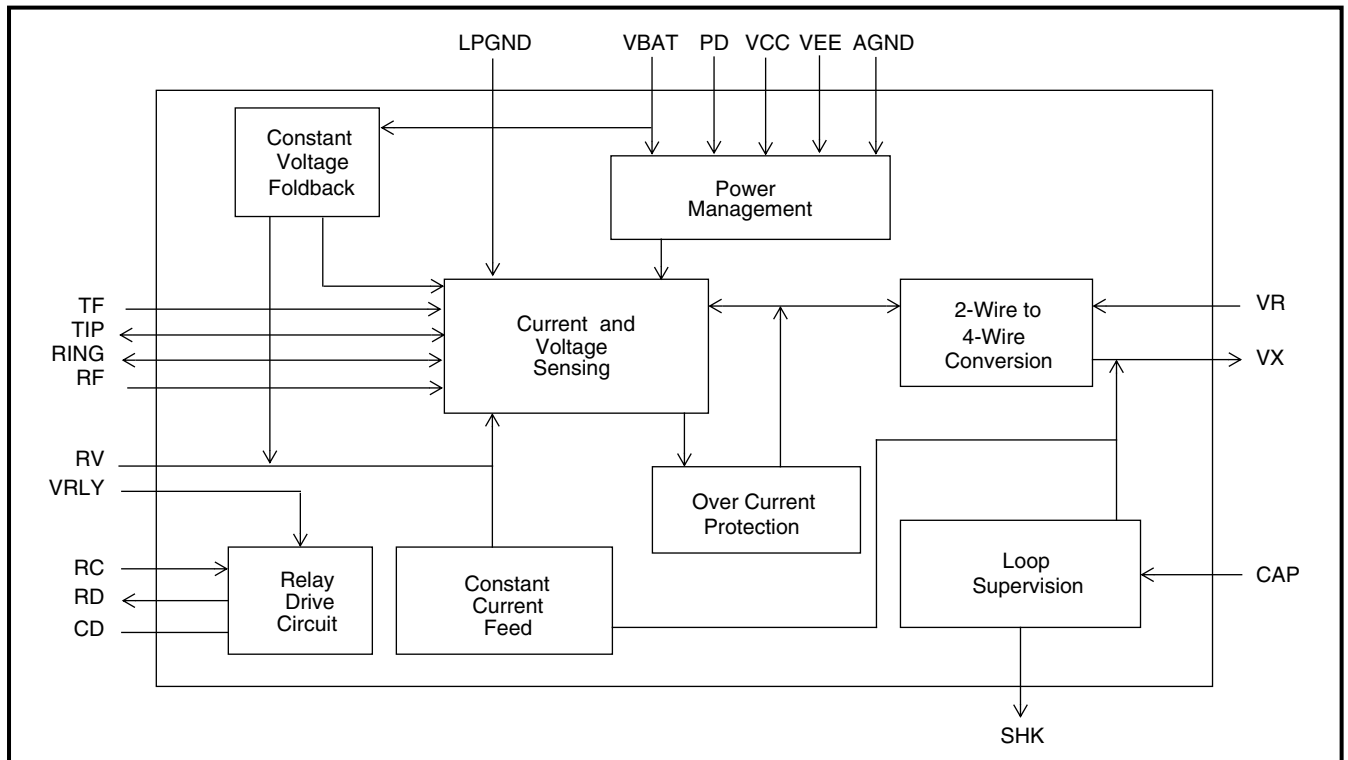 LPGND VBAT PD VCC VEE AGND
Constant
Voltage
Foldback
Power
Management
TF
TIP
RING
RF
Current and
Voltage
Sensing
2-Wire to
4-Wire
Conversion
VR
VX
RV
VRLY
Over Current
Protection
RC
RD
CD
Relay
Drive
Circuit
Constant
Current
Feed
Loop
Supervision
CAP
SHK